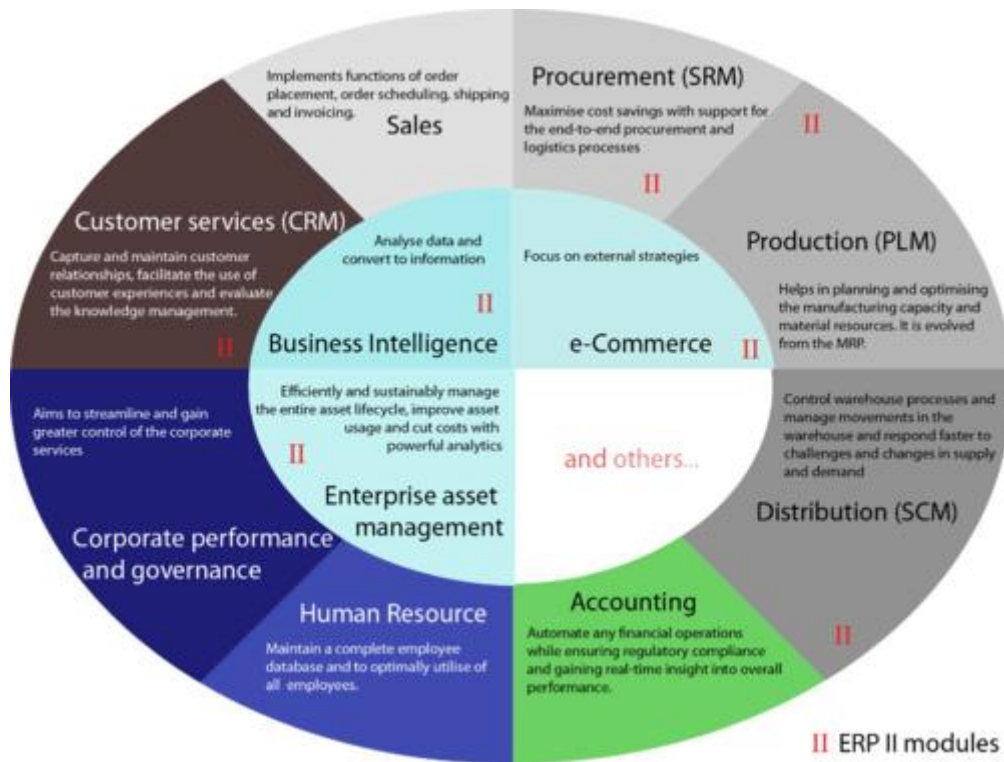 Implements functions of order
placement, order scheduling, shipping
and invoicing.
Sales
Procurement (SRM)
Maximise cost savings with support for
the end-to-end procurement and
logistics processes
II
II
Customer services (CRM)
Capture and maintain customer
relationships, facilitate the use of
customer experiences and evaluate
the knowledge management.
II
Analyse data and
convert to information
II
Business Intelligence
Focus on external strategies
e-Commerce
II
Production (PLM)
Helps in planning and optimising
the manufacturing capacity and
material resources. It is evolved
from the MRP.
Aims to streamline and gain
greater control of the corporate
services
Corporate performance
and governance
Efficiently and sustainably manage
the entire asset lifecycle, improve asset
usage and cut costs with
powerful analytics
II
Enterprise asset
management
and others...
Control warehouse processes and
manage movements in the
warehouse and respond faster to
challenges and changes in supply
and demand
Distribution (SCM)
II
Human Resource
Maintain a complete employee
database and to optimally utilise of
all employees.
Accounting
Automate any financial operations
while ensuring regulatory compliance
and gaining real-time insight into overall
performance.
II ERP II modules